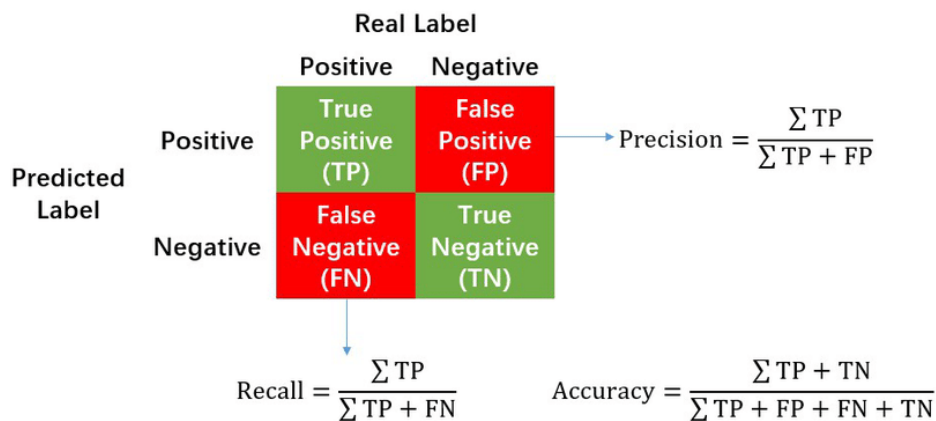 Real Label
Positive Negative
Predicted Label
Positive
True Positive (TP)
False Positive (FP)
Precision = ∑ TP / ∑ TP + FP
Negative
False Negative (FN)
True Negative (TN)
Recall = ∑ TP / ∑ TP + FN
Accuracy = ∑ TP + TN / ∑ TP + FP + FN + TN